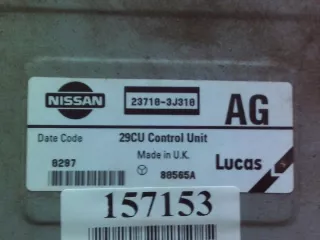 NISSAN
23710-3J310
AG
Date Code
29CU Control Unit
Made in U.K.
8297
80565A
Lucas
157153